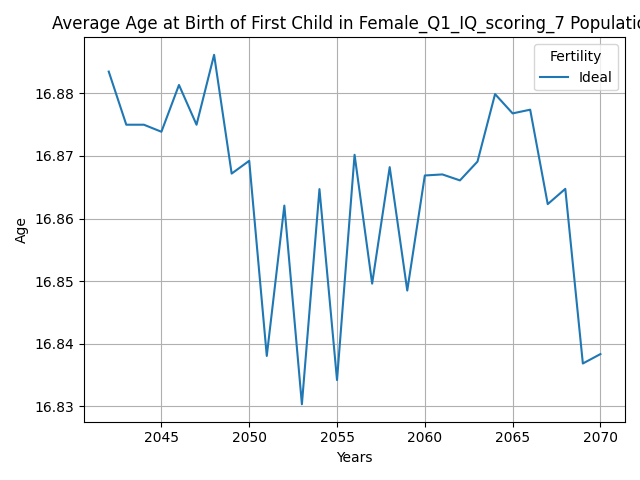 Average Age at Birth of First Child in Female_Q1_IQ_scoring_7 Populatio
Fertility
Ideal
16.88
16.87
16.86
16.85
16.84
16.83
Age
2045 2050 2055 2060 2065 2070
Years